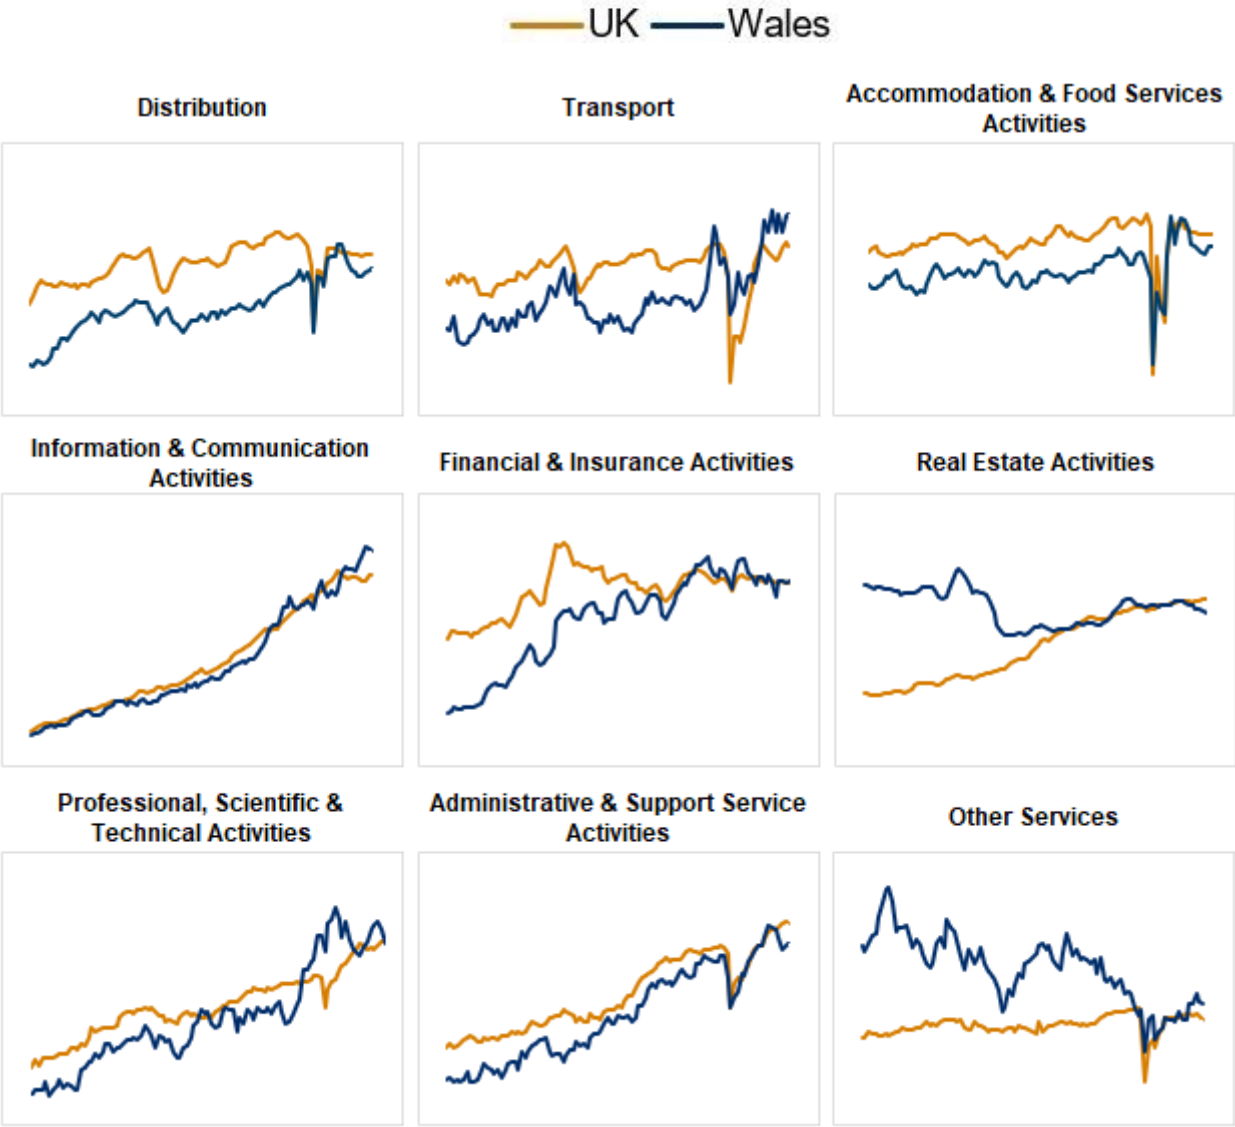 UK Wales
Distribution
Transport
Accommodation & Food Services
Activities
Information & Communication
Activities
Financial & Insurance Activities
Real Estate Activities
Professional, Scientific &
Technical Activities
Administrative & Support Service
Activities
Other Services